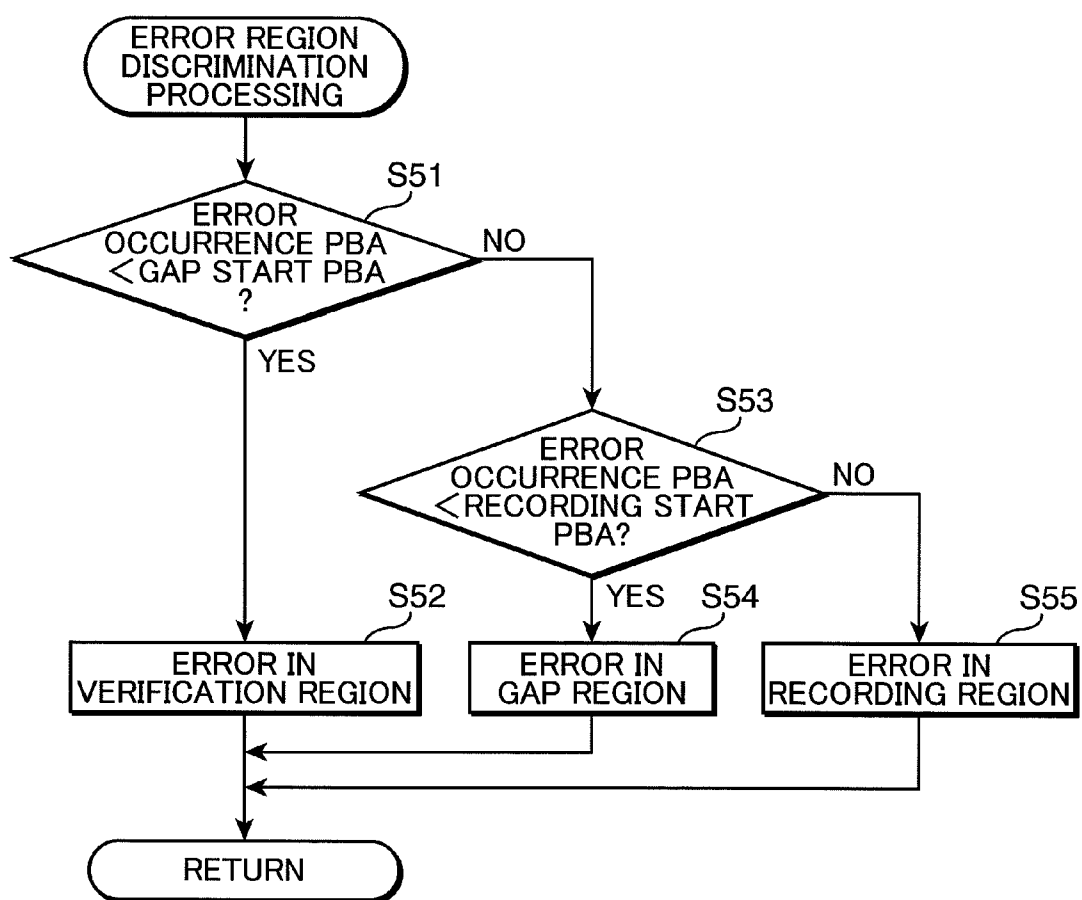 ERROR REGION
DISCRIMINATION
PROCESSING
S51
ERROR
OCCURRENCE PBA
<GAP START PBA
?
NO
YES
S53
ERROR
OCCURRENCE PBA
<RECORDING START
PBA?
NO
YES
S52
ERROR IN
VERIFICATION REGION
S54
ERROR IN
GAP REGION
S55
ERROR IN
RECORDING REGION
RETURN